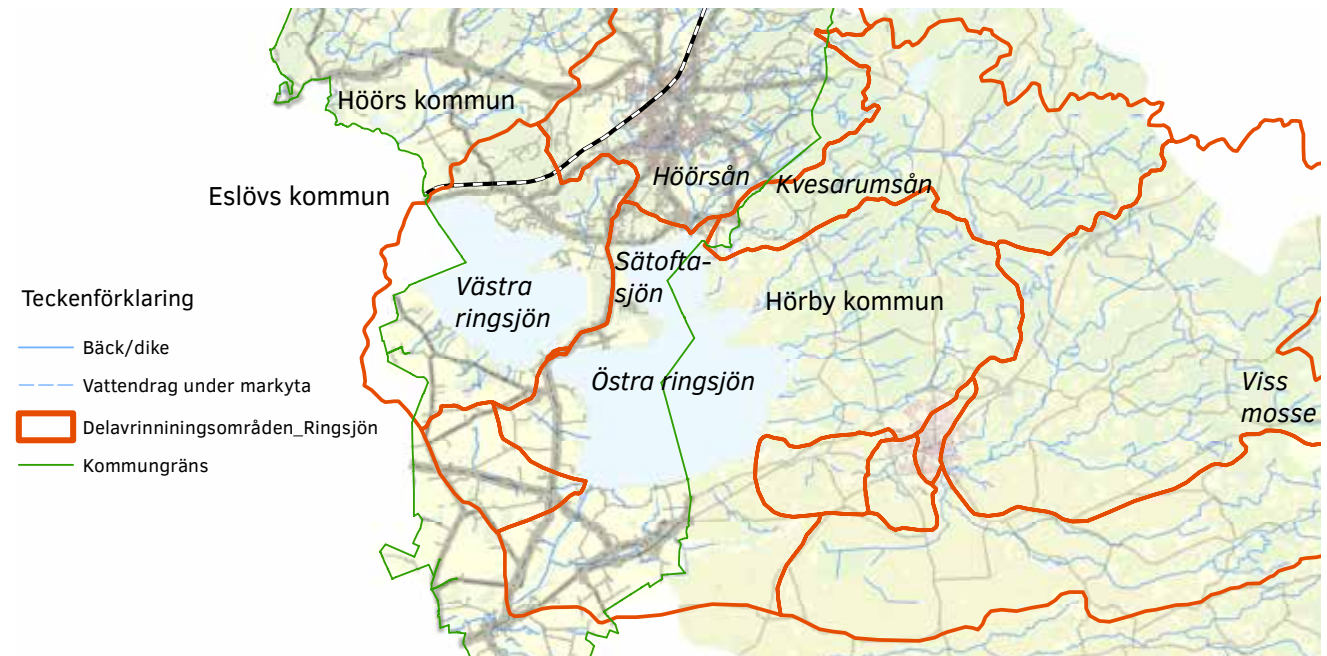 Höörs kommun
Eslövs kommun
Höörsån
Kvesarumsån
Sätofta-
sjön
Västra
ringsjön
Hörby kommun
Östra ringsjön
Viss
mosse
Teckenförklaring
Bäck/dike
Vattendrag under markyta
Delavrinniningsområden_Ringsjön
Kommungräns